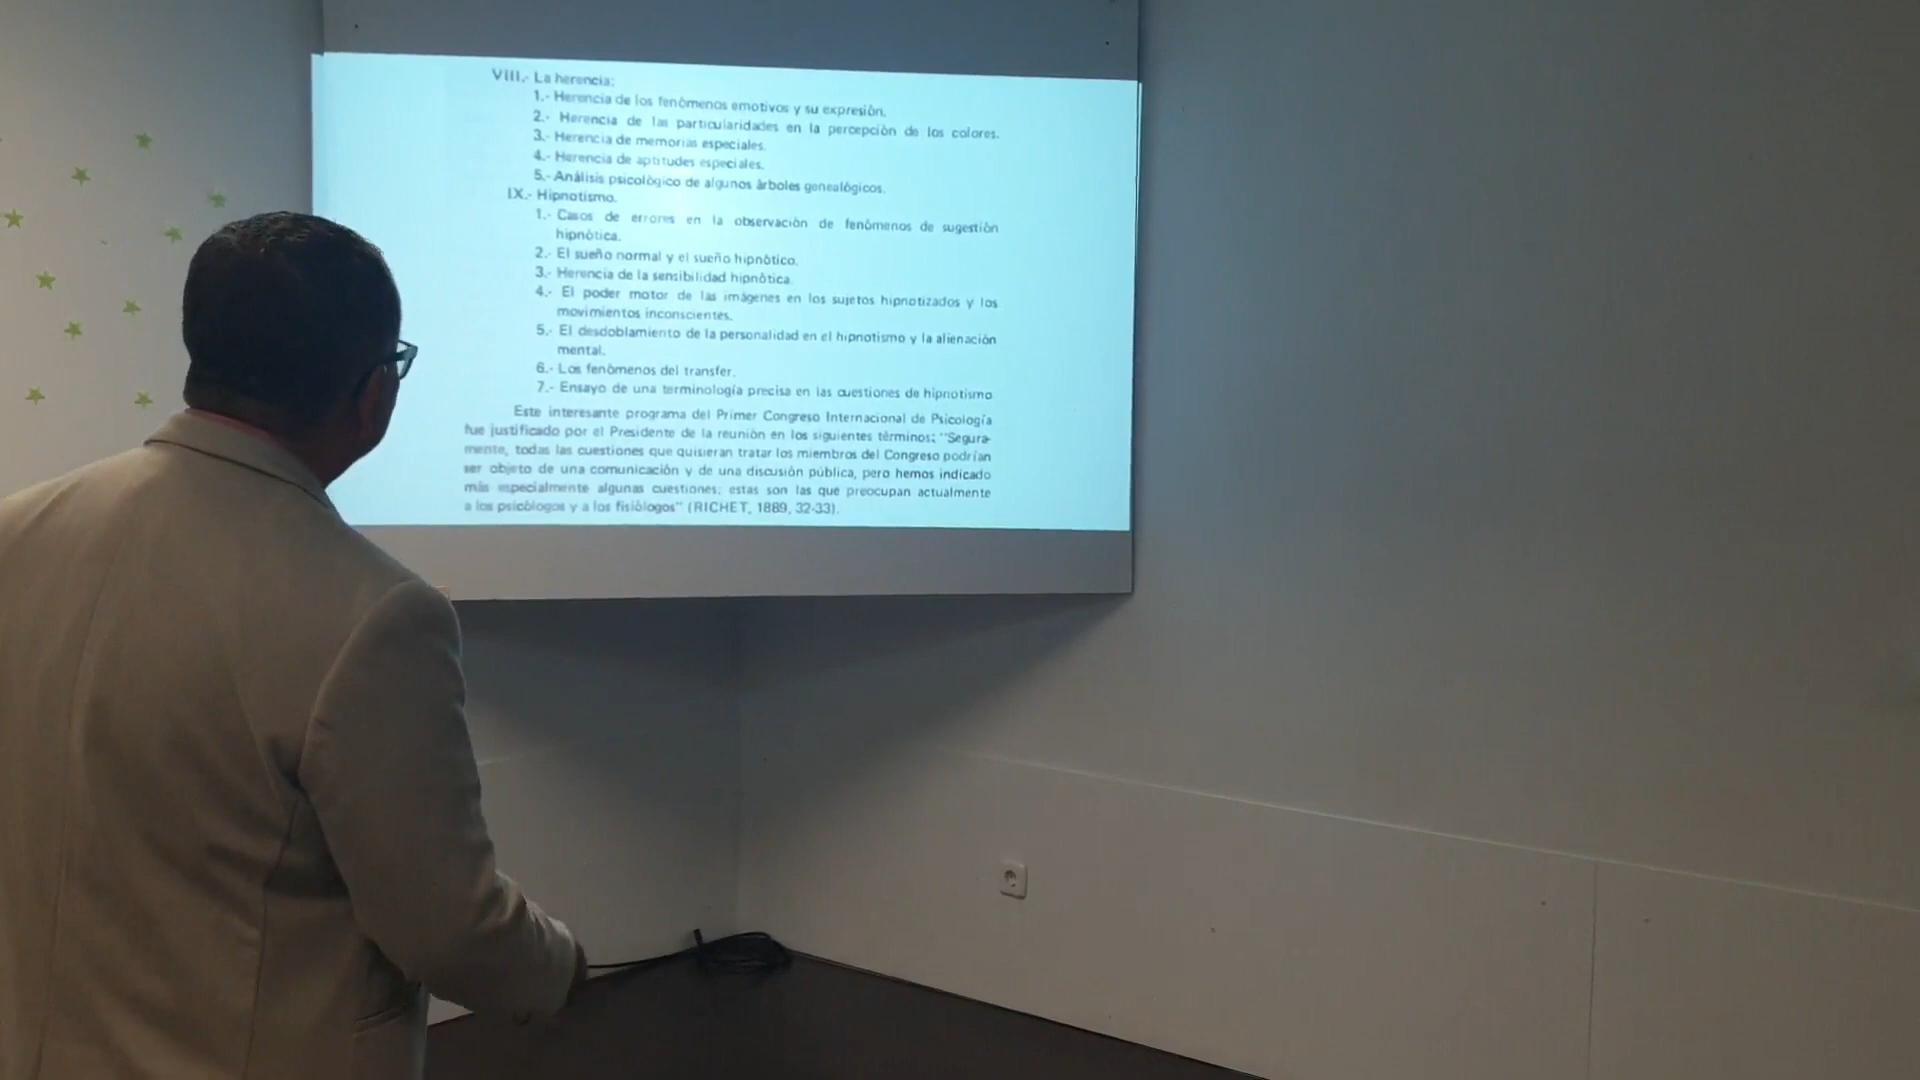 VIII.- La herencia:
1.- Herencia de los fenómenos emotivos y su expresión.
2.- Herencia de las particularidades en la percepción de los colores.
3.- Herencia de memorias especiales.
4.- Herencia de aptitudes especiales.
5.- Análisis psicológico de algunos árboles genealógicos.
IX.- Hipnotismo.
1.- Casos de errores en la observación de fenómenos de sugestión
hipnótica.
2.- El sueño normal y el sueño hipnótico.
3.- Herencia de la sensibilidad hipnótica.
4.- El poder motor de las imágenes en los sujetos hipnotizados y los
movimientos inconscientes.
5.- El desdoblamiento de la personalidad en el hipnotismo y la alienación
mental.
6.- Los fenómenos del transfer.
7.- Ensayo de una terminología precisa en las cuestiones de hipnotismo
Este interesante programa del Primer Congreso Internacional de Psicología
fue justificado por el Presidente de la reunión en los siguientes términos: "Segura-
mente, todas las cuestiones que quisieran tratar los miembros del Congreso podrían
ser objeto de una comunicación y de una discusión pública, pero hemos indicado
más especialmente algunas cuestiones; estas son las que preocupan actualmente
a los psicólogos y a los fisiólogos" (RICHET, 1889, 32-33).